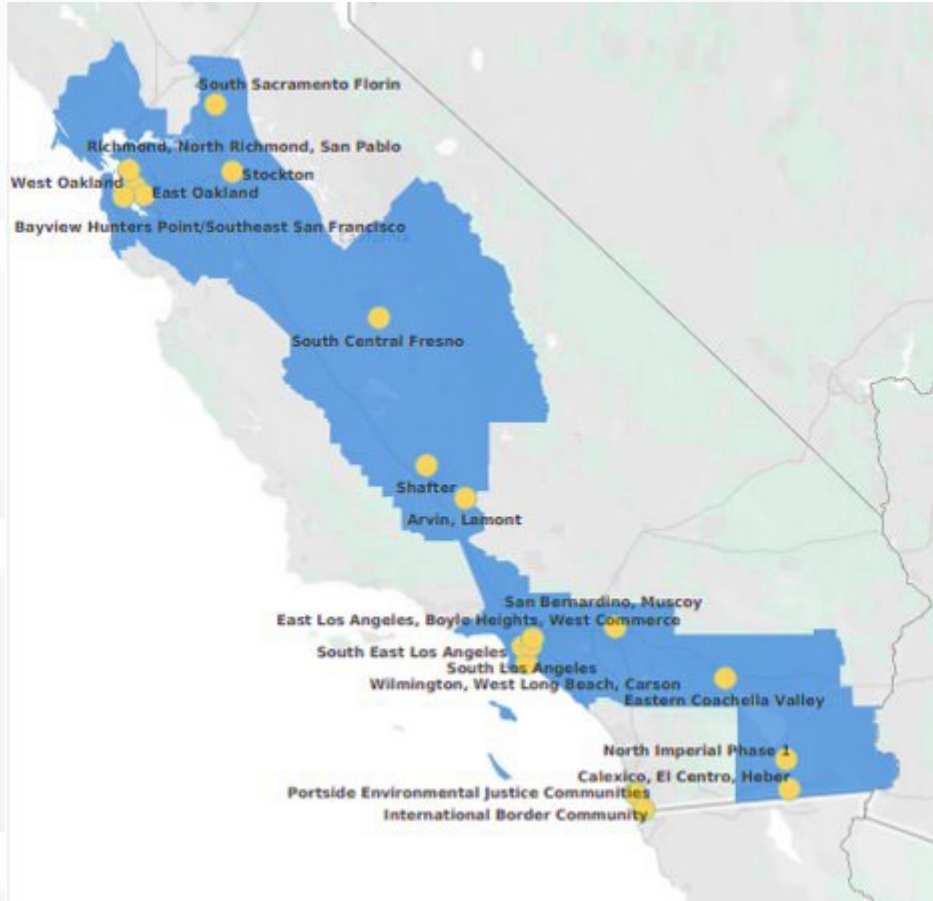 South Sacramento Florin
Richmond, North Richmond, San Pablo
Stockton
West Oakland
East Oakland
Bayview Hunters Point/Southeast San Francisco
South Central Fresno
Shafter
Arvin, Lamont
San Bernardino, Muscoy
East Los Angeles, Boyle Heights, West Commerce
South East Los Angeles
South Los Angeles
Wilmington, West Long Beach, Carson
Eastern Coachella Valley
North Imperial Phase 1
Calexico, El Centro, Heber
Portside Environmental Justice Communities
International Border Community